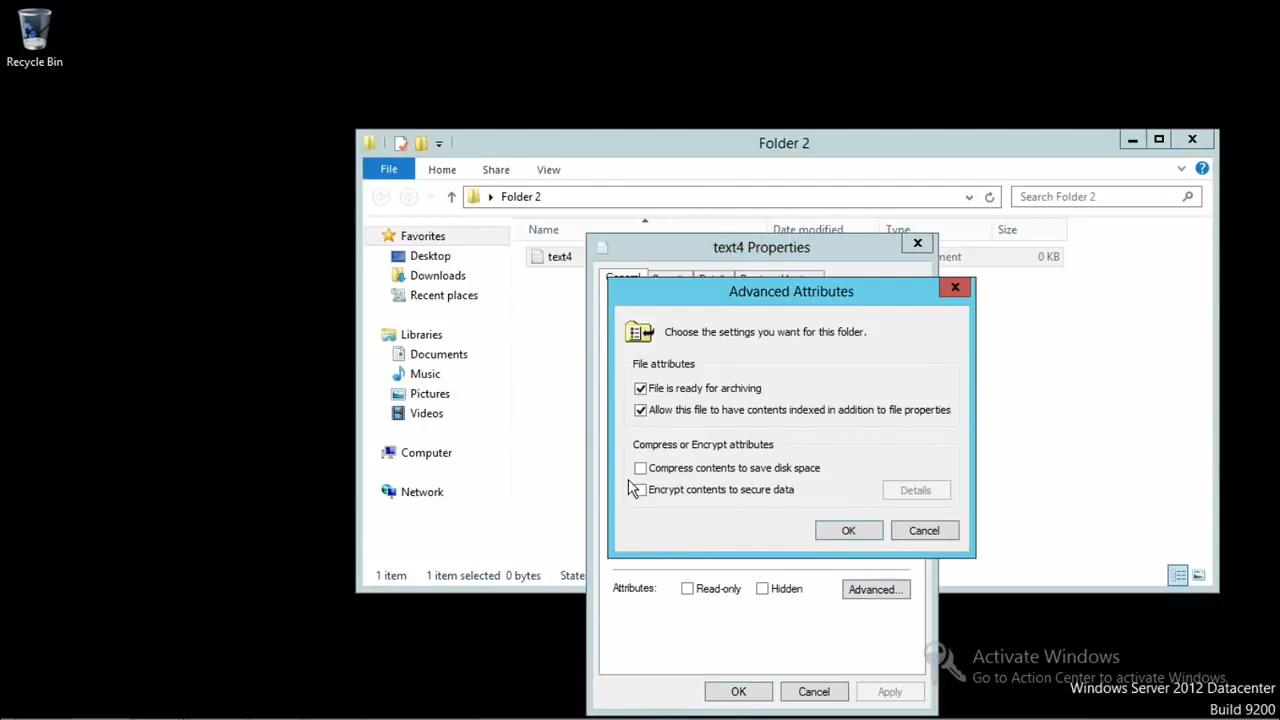 Recycle Bin
Folder 2
File Home Share View
Folder 2
Search Folder 2
Favorites
Desktop
Downloads
Recent places
Libraries
Documents
Music
Pictures
Videos
Computer
Network
Name Date modified Type Size
text4 ment 0 KB
1 item 1 item selected 0 bytes State
text4 Properties
General
Advanced Attributes
Choose the settings you want for this folder.
File attributes
File is ready for archiving
Allow this file to have contents indexed in addition to file properties
Compress or Encrypt attributes
Compress contents to save disk space
Encrypt contents to secure data
Details
OK Cancel
Attributes: Read-only Hidden Advanced...
OK Cancel Apply
Activate Windows
Go to Action Center to activate Windows.
Windows Server 2012 Datacenter
Build 9200